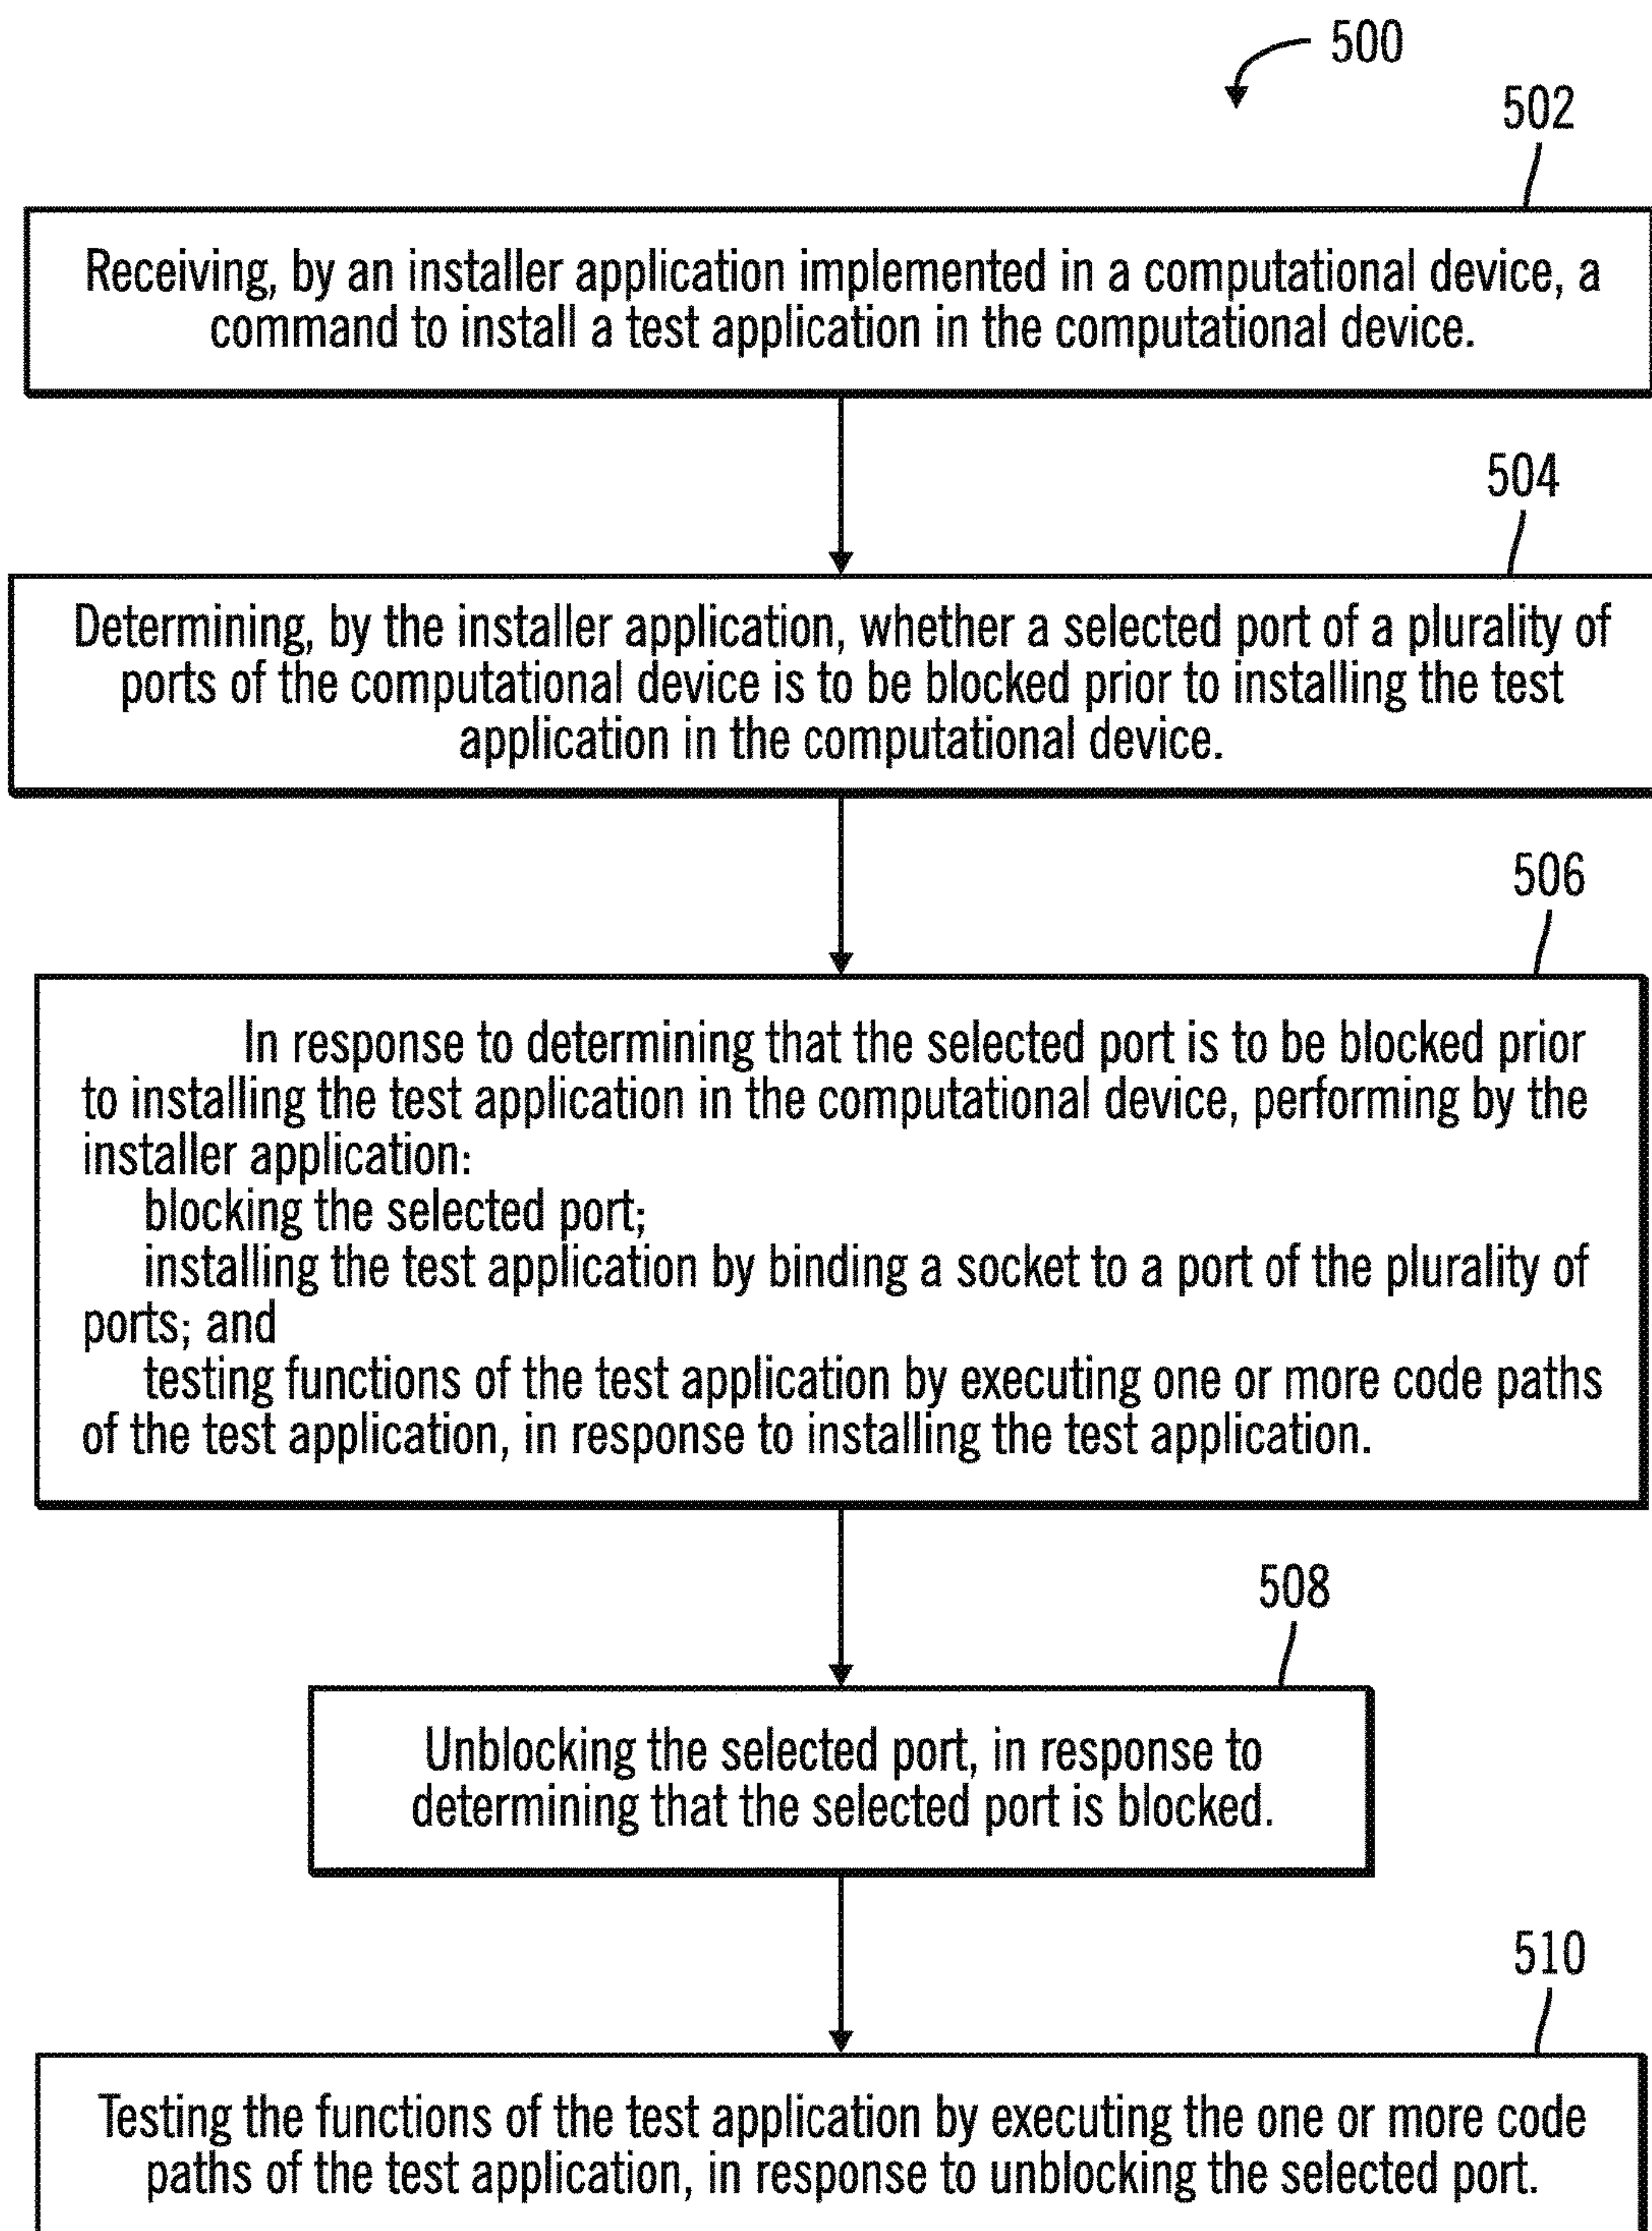 500
502
Receiving, by an installer application implemented in a computational device, a
command to install a test application in the computational device.
504
Determining, by the installer application, whether a selected port of a plurality of
ports of the computational device is to be blocked prior to installing the test
application in the computational device.
506
In response to determining that the selected port is to be blocked prior
to installing the test application in the computational device, performing by the
installer application:
blocking the selected port;
installing the test application by binding a socket to a port of the plurality of
ports; and
testing functions of the test application by executing one or more code paths
of the test application, in response to installing the test application.
508
Unblocking the selected port, in response to
determining that the selected port is blocked.
510
Testing the functions of the test application by executing the one or more code
paths of the test application, in response to unblocking the selected port.